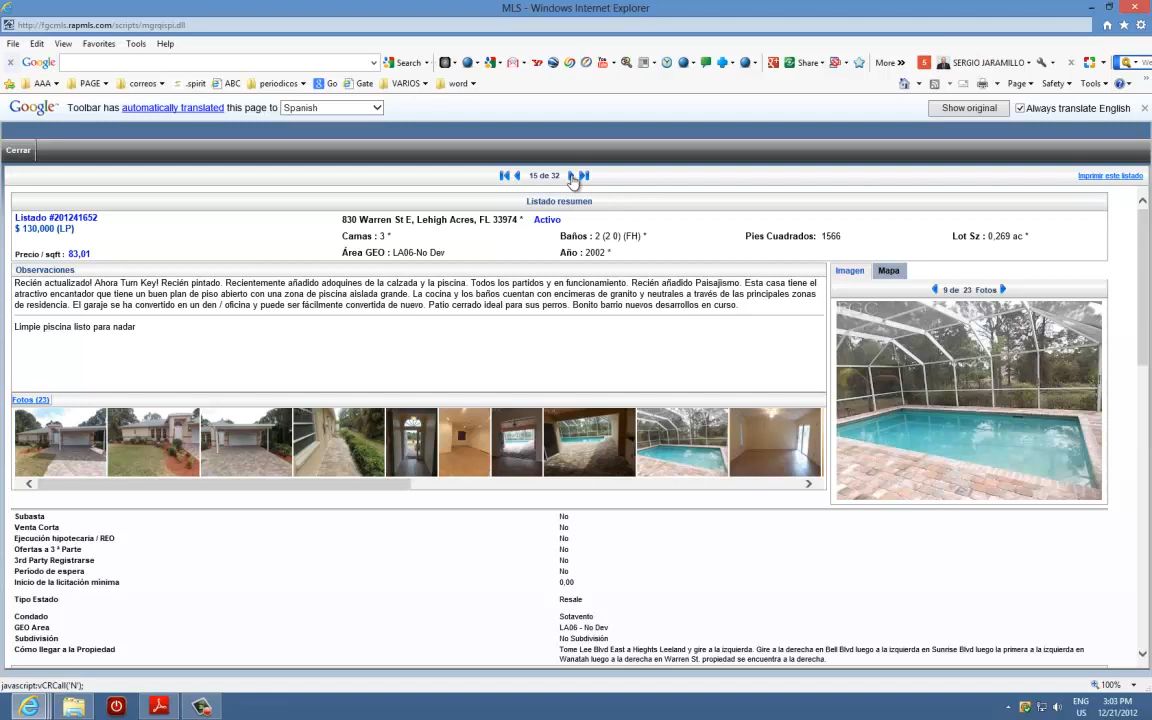 MLS - Windows Internet Explorer
http://fgcmls.rapmls.com/scripts/mgrqispi.dll
File Edit View Favorites Tools Help
x Google Search Share More » 5 SERGIO JARAMILLO
AAA PAGE correos .spirit ABC periodicos Go Gate VARIOS word Page Safety Tools
Google Toolbar has automatically translated this page to Spanish Show original Always translate English
Cerrar
15 de 32 Imprimir este listado
Listado resumen
Listado #201241652 830 Warren St E, Lehigh Acres, FL 33974 * Activo
$ 130,000 (LP) Camas : 3 * Baños : 2 (2 0) (FH) * Pies Cuadrados: 1566 Lot Sz : 0,269 ac *
Precio / sqft : 83,01 Área GEO : LA06-No Dev Año : 2002 *
Observaciones
Recién actualizado! Ahora Turn Key! Recién pintado. Recientemente añadido adoquines de la calzada y la piscina. Todos los partidos y en funcionamiento. Recién añadido Paisajismo. Esta casa tiene el
atractivo encantador que tiene un buen plan de piso abierto con una zona de piscina aislada grande. La cocina y los baños cuentan con encimeras de granito y neutrales a través de las principales zonas
de residencia. El garaje se ha convertido en un den / oficina y puede ser fácilmente convertida de nuevo. Patio cercado ideal para sus perros. Bonito barrio nuevos desarrollos en curso.
Limpie piscina listo para nadar
Imagen Mapa
9 de 23 Fotos
Fotos (23)
Subasta No
Venta Corta No
Ejecución hipotecaria / REO No
Ofertas a 3 ª Parte No
3rd Party Registrarse No
Período de espera No
Inicio de la licitación mínima 0,00
Tipo Estado Resale
Condado Sotavento
GEO Area LA06 - No Dev
Subdivisión No Subdivisión
Cómo llegar a la Propiedad Tome Lee Blvd East a Hieghts Leeland y gire a la izquierda. Gire a la derecha en Bell Blvd luego a la izquierda en Sunrise Blvd luego la primera a la izquierda en
Wanatah luego a la derecha en Warren St. propiedad se encuentra a la derecha.
javascript:vCRCall('N'); 100%
ENG 3:03 PM
US 12/21/2012